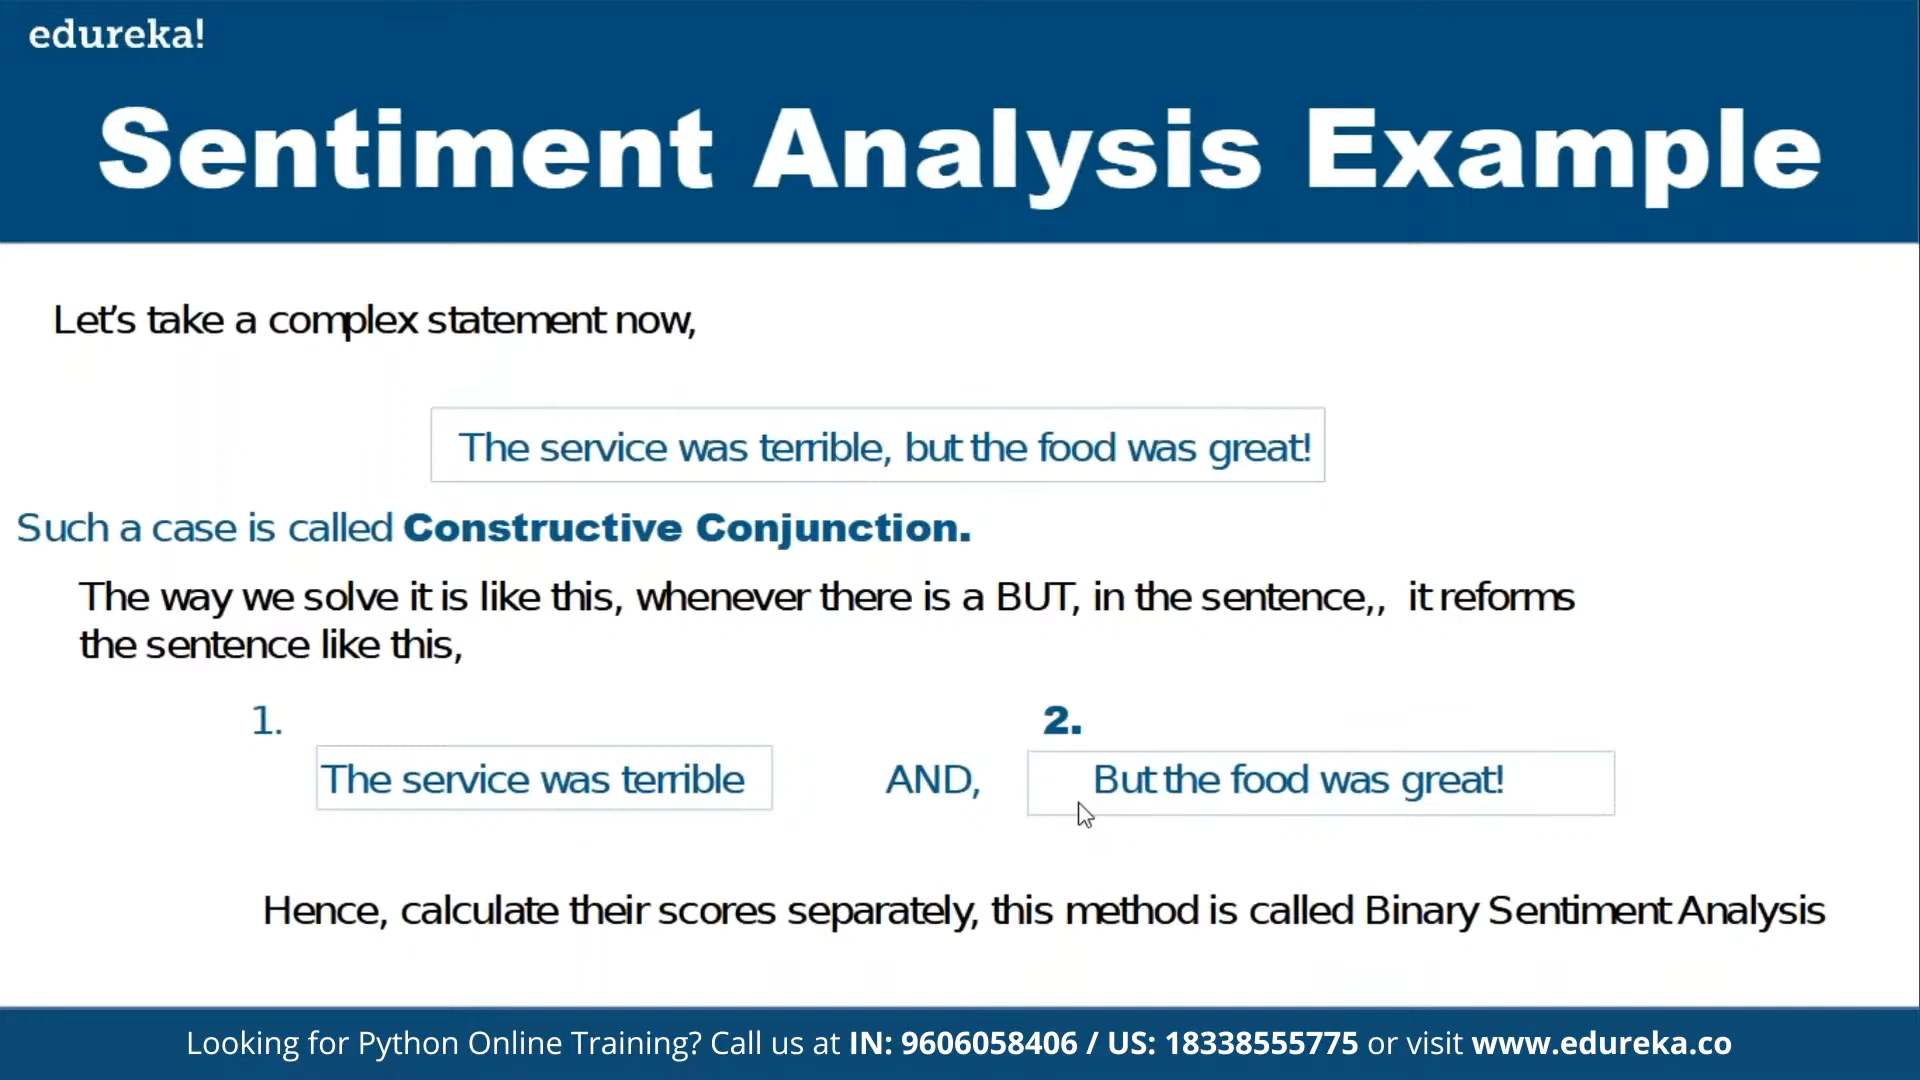 edureka!
Sentiment Analysis Example
Let's take a complex statement now,
The service was terrible, but the food was great!
Such a case is called Constructive Conjunction.
The way we solve it is like this, whenever there is a BUT, in the sentence,, it reforms
the sentence like this,
1.
2.
The service was terrible
AND,
But the food was great!
Hence, calculate their scores separately, this method is called Binary Sentiment Analysis
Looking for Python Online Training? Call us at IN: 9606058406 / US: 18338555775 or visit www.edureka.co